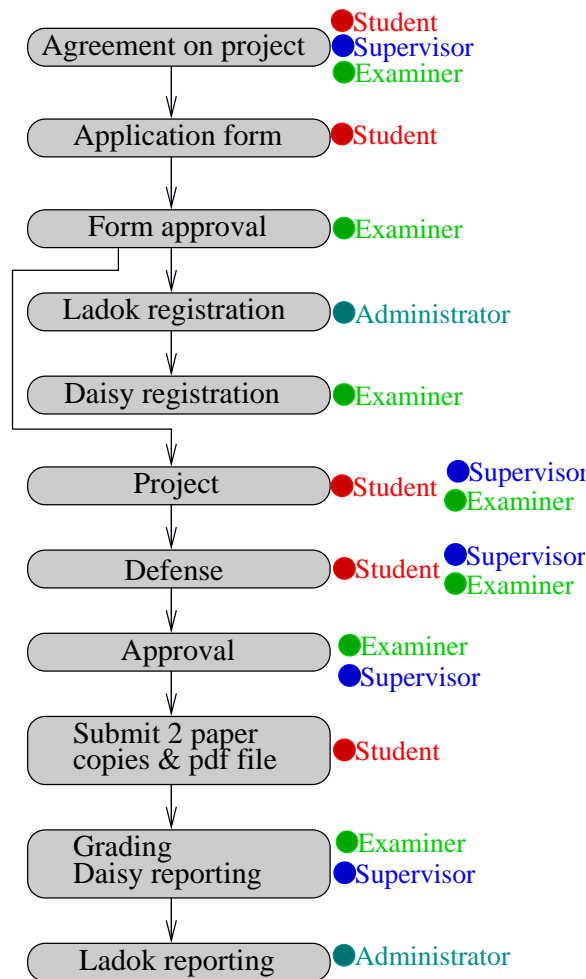 Student
Agreement on project
Supervisor
Examiner
Application form
Student
Form approval
Examiner
Ladok registration
Administrator
Daisy registration
Examiner
Project
Student
Supervisor
Examiner
Defense
Student
Supervisor
Examiner
Approval
Examiner
Supervisor
Submit 2 paper
copies & pdf file
Student
Grading
Daisy reporting
Examiner
Supervisor
Ladok reporting
Administrator